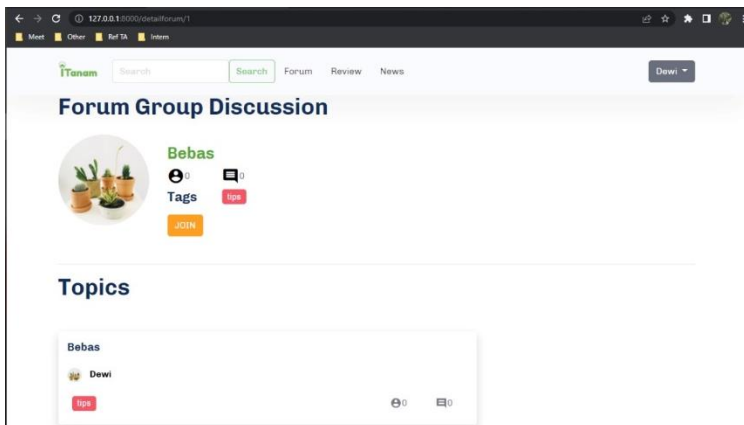 127.0.0.1:8000/detailforum/1
Meet Other Ref TA Intern
iTanam Search Search Forum Review News Dewi
Forum Group Discussion
Bebas
0 0
Tags tips
JOIN
Topics
Bebas
Dewi
tips 0 0